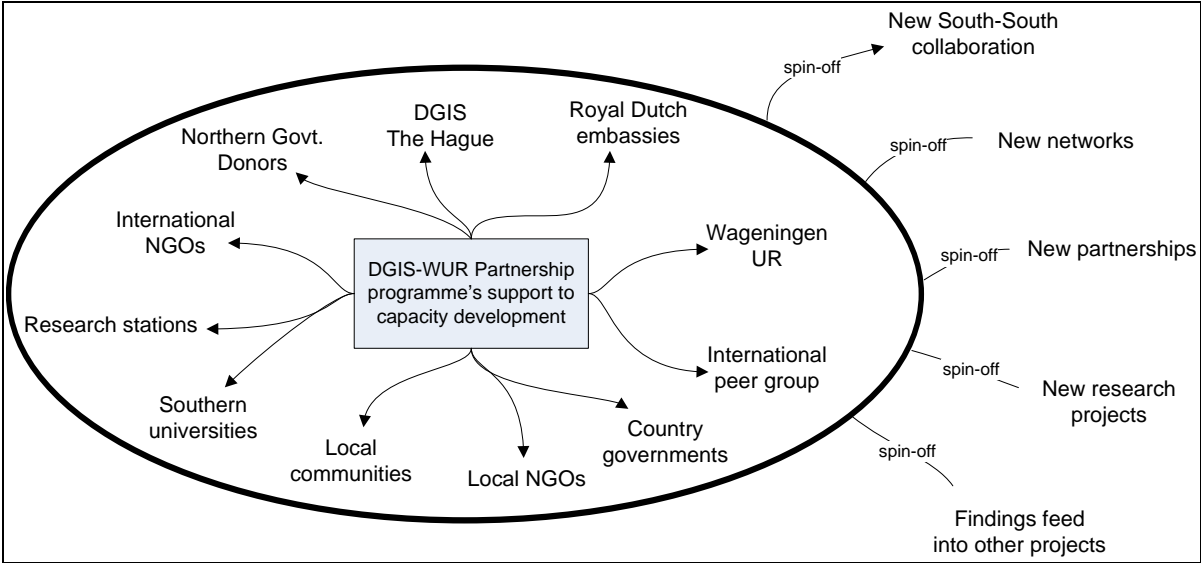 New South-South
collaboration
spin-off
DGIS
The Hague
Royal Dutch
embassies
Northern Govt.
Donors
spin-off
New networks
International
NGOs
Wageningen
UR
spin-off
New partnerships
DGIS-WUR Partnership
programme's support to
capacity development
Research stations
International
peer group
spin-off
New research
projects
Southern
universities
Local
communities
Local NGOs
Country
governments
spin-off
Findings feed
into other projects